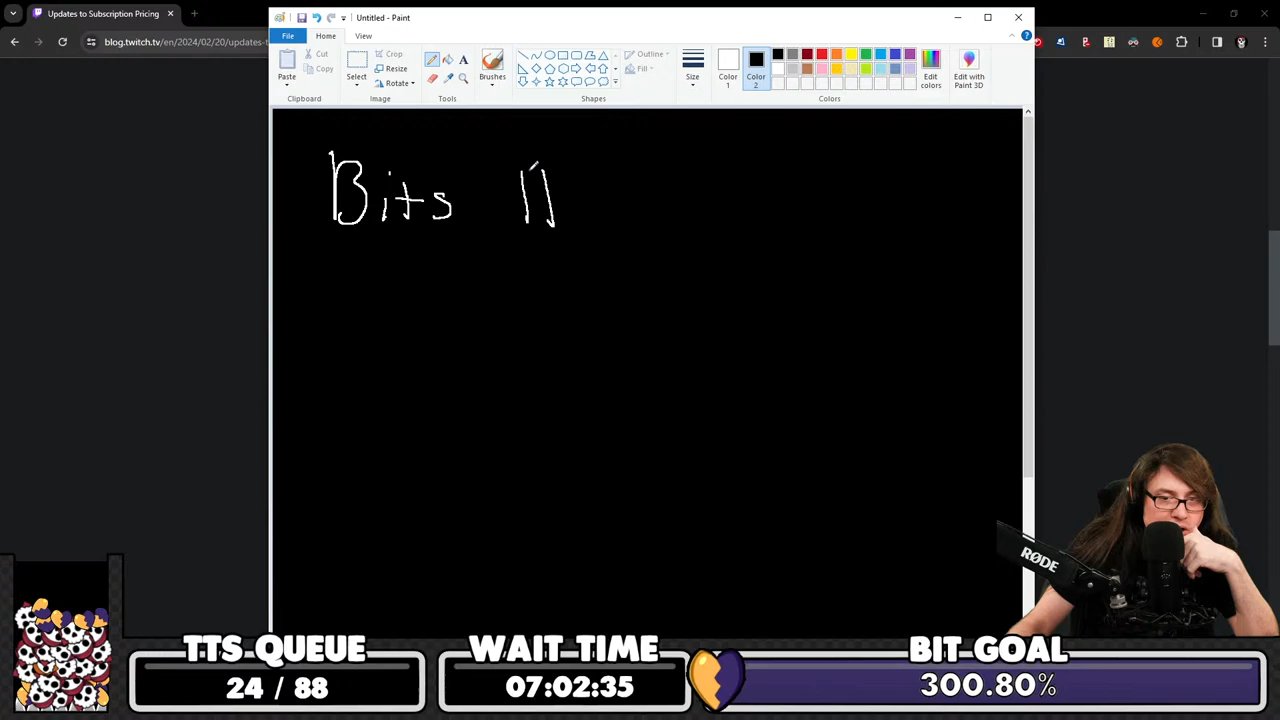 Updates to Subscription Pricing
Untitled - Paint
blog.twitch.tv/en/2024/02/20/updates-t
File Home View
Paste
Cut
Copy
Clipboard
Select
Crop
Resize
Rotate
Image
Tools
Brushes
Outline
Fill
Shapes
Size
Color 1
Color 2
Edit colors
Edit with Paint 3D
Colors
Bits
RØDE
TTS QUEUE
24 / 88
WAIT TIME
07:02:35
BIT GOAL
300.80%